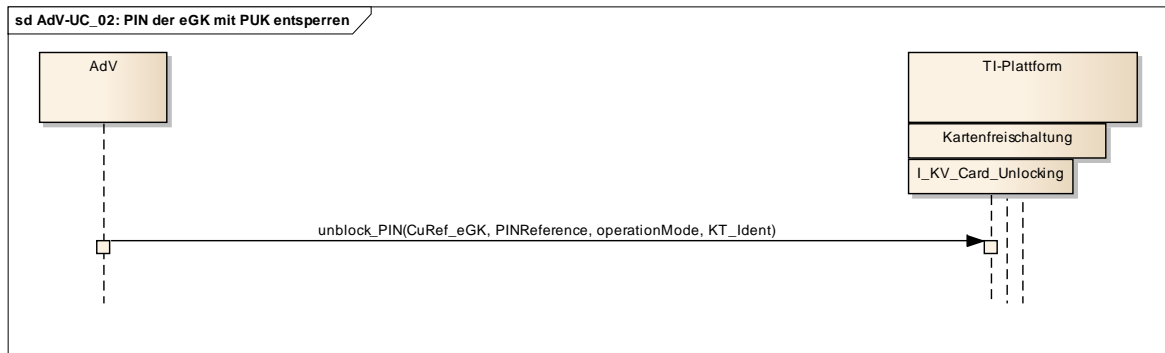 sd AdV-UC_02: PIN der eGK mit PUK entsperren
AdV
TI-Plattform
Kartenfreischaltung
I_KV_Card_Unlocking
unblock_PIN(CuRef_eGK, PINReference, operationMode, KT_Ident)